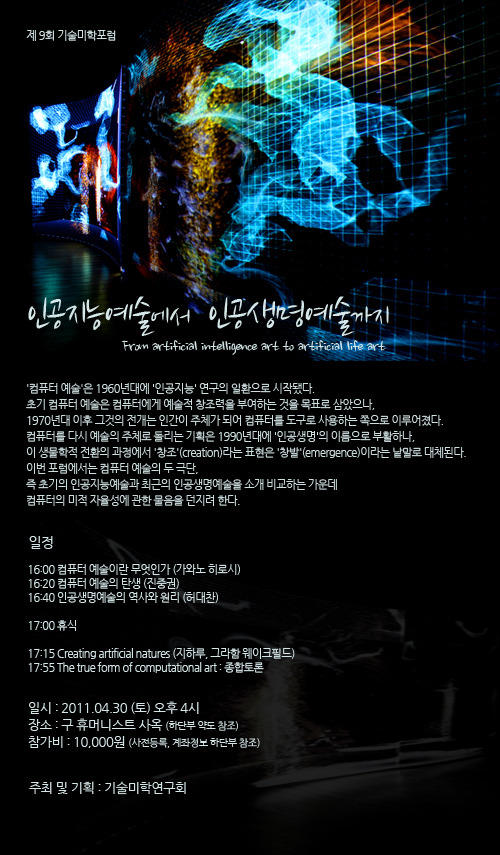 제 9회 기술미학포럼
인공지능예술에서 인공생명예술까지
From artificial intelligence art to artificial life art
'컴퓨터 예술'은 1960년대에 '인공지능' 연구의 일환으로 시작됐다.
초기 컴퓨터 예술은 컴퓨터에게 예술적 창조력을 부여하는 것을 목표로 삼았으나,
1970년대 이후 그것의 전개는 인간이 주체가 되어 컴퓨터를 도구로 사용하는 쪽으로 이루어졌다.
컴퓨터를 다시 예술의 주체로 돌리는 기획은 1990년대에 '인공생명'의 이름으로 부활하나,
이 생물학적 전환의 과정에서 '창조'(creation)라는 표현은 '창발'(emergence)이라는 낱말로 대체된다.
이번 포럼에서는 컴퓨터 예술의 두 극단,
즉 초기의 인공지능예술과 최근의 인공생명예술을 소개 비교하는 가운데
컴퓨터의 미적 자율성에 관한 물음을 던지려 한다.
일정
16:00 컴퓨터 예술이란 무엇인가 (가와노 히로시)
16:20 컴퓨터 예술의 탄생 (진중권)
16:40 인공생명예술의 역사와 원리 (허대찬)
17:00 휴식
17:15 Creating artificial natures (지하루, 그라함 웨이크필드)
17:55 The true form of computational art : 종합토론
일시 : 2011.04.30 (토) 오후 4시
장소 : 구 휴머니스트 사옥 (하단부 약도 참조)
참가비 : 10,000원 (사전등록, 계좌정보 하단부 참조)
주최 및 기획 : 기술미학연구회